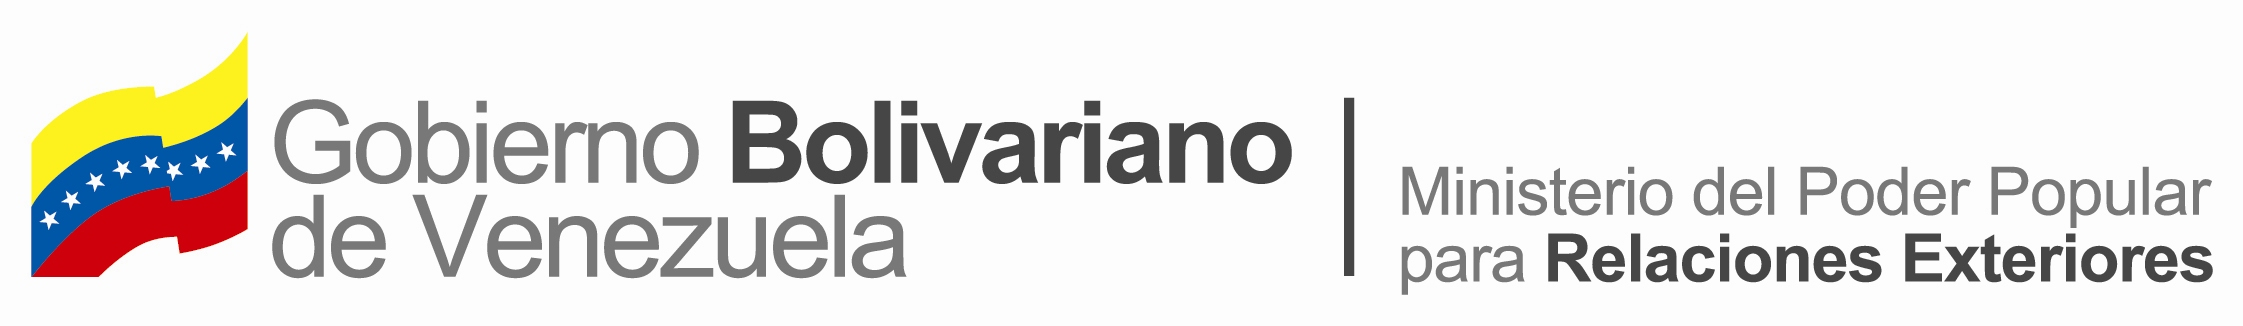 Gobierno Bolivariano
de Venezuela
Ministerio del Poder Popular
para Relaciones Exteriores